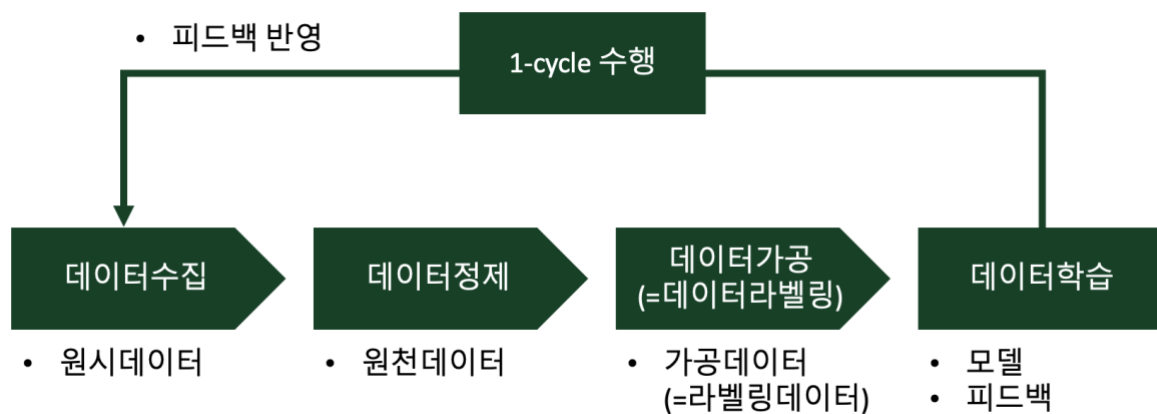 • 피드백 반영
1-cycle 수행
데이터수집
데이터정제
데이터가공
(=데이터라벨링)
데이터학습
• 원시데이터
• 원천데이터
• 가공데이터
(=라벨링데이터)
• 모델
• 피드백